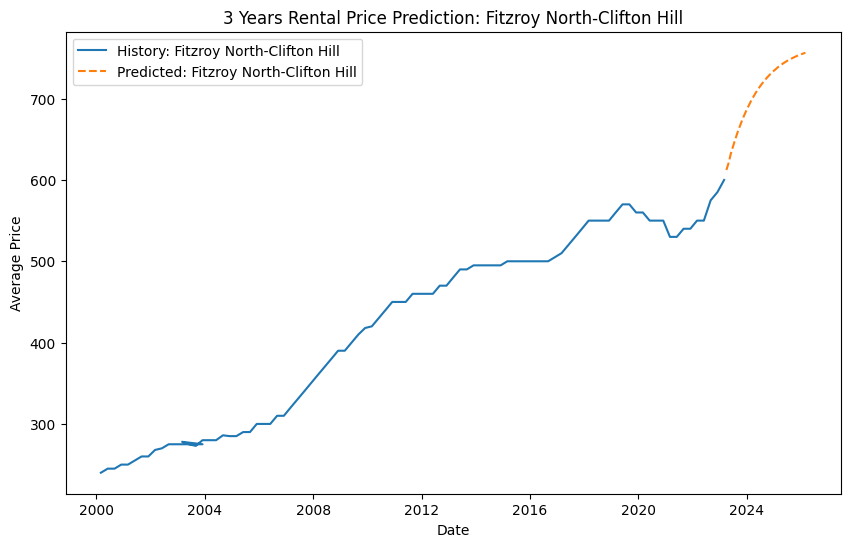 3 Years Rental Price Prediction: Fitzroy North-Clifton Hill
History: Fitzroy North-Clifton Hill
Predicted: Fitzroy North-Clifton Hill
700
600
500
400
300
Average Price
2000 2004 2008 2012 2016 2020 2024
Date